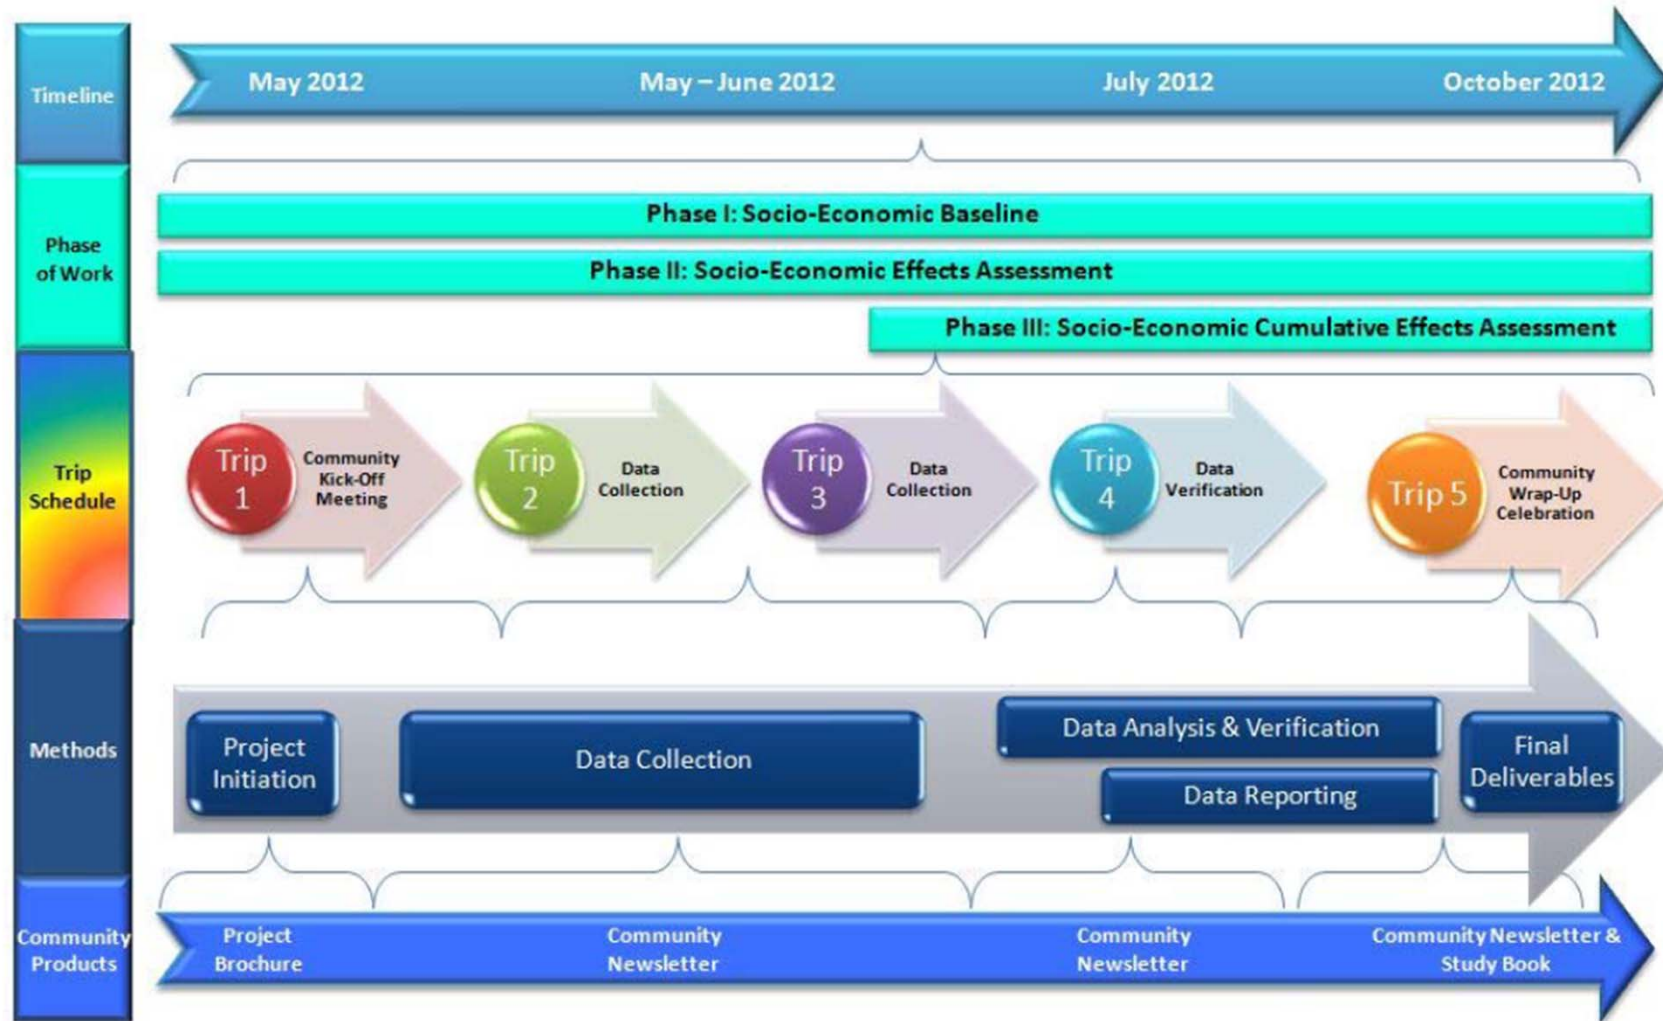 Timeline
May 2012
May – June 2012
July 2012
October 2012
Phase
of Work
Phase I: Socio-Economic Baseline
Phase II: Socio-Economic Effects Assessment
Phase III: Socio-Economic Cumulative Effects Assessment
Trip
Schedule
Trip
1
Community
Kick-Off
Meeting
Trip
2
Data
Collection
Trip
3
Data
Collection
Trip
4
Data
Verification
Trip 5
Community
Wrap-Up
Celebration
Methods
Project
Initiation
Data Collection
Data Analysis & Verification
Data Reporting
Final
Deliverables
Community
Products
Project
Brochure
Community
Newsletter
Community
Newsletter
Community Newsletter &
Study Book